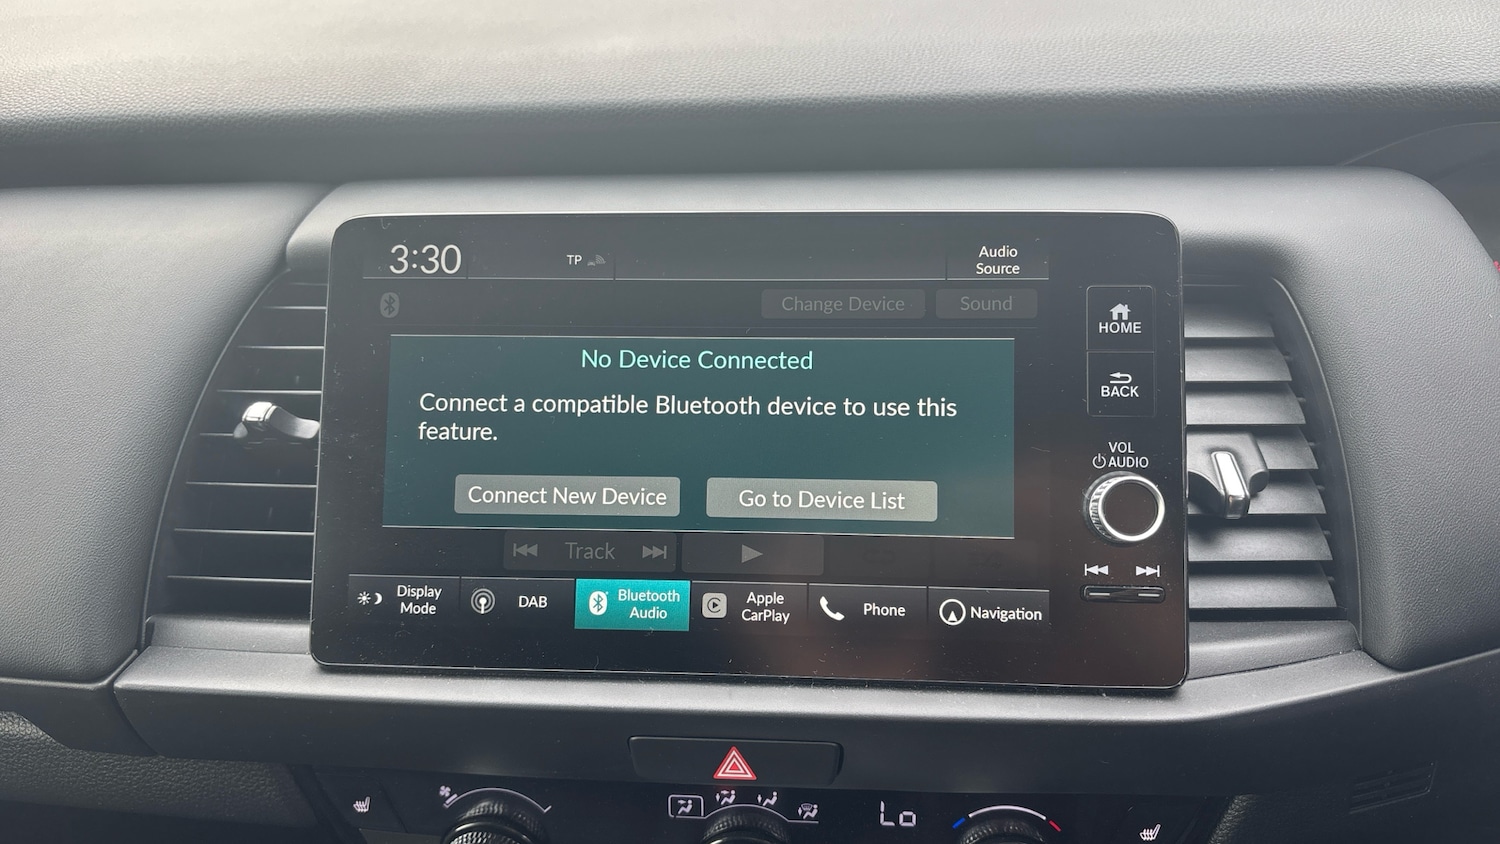 3:30
TP
Audio
Source
Change Device
Sound
HOME
No Device Connected
Connect a compatible Bluetooth device to use this
feature.
BACK
VOL
AUDIO
Connect New Device
Go to Device List
Track
Display
Mode
DAB
Bluetooth
Audio
Apple
CarPlay
Phone
Navigation
Lo